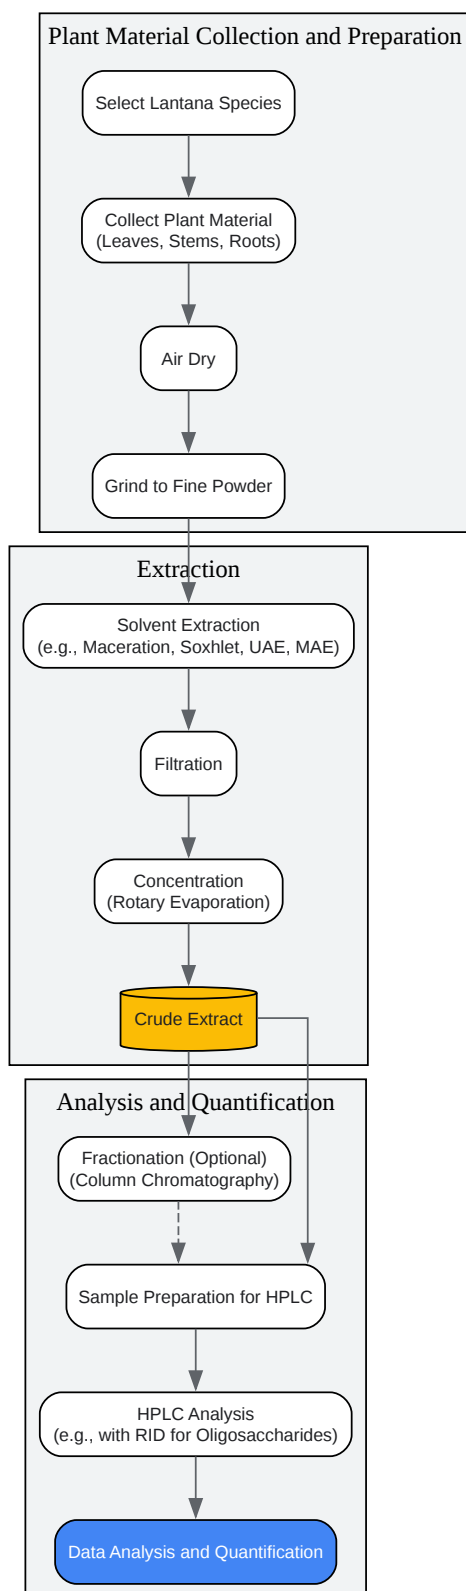 Plant Material Collection and Preparation
Select Lantana Species
Collect Plant Material
(Leaves, Stems, Roots)
Air Dry
Grind to Fine Powder
Extraction
Solvent Extraction
(e.g., Maceration, Soxhlet, UAE, MAE)
Filtration
Concentration
(Rotary Evaporation)
Crude Extract
Analysis and Quantification
Fractionation (Optional)
(Column Chromatography)
Sample Preparation for HPLC
HPLC Analysis
(e.g., with RID for Oligosaccharides)
Data Analysis and Quantification